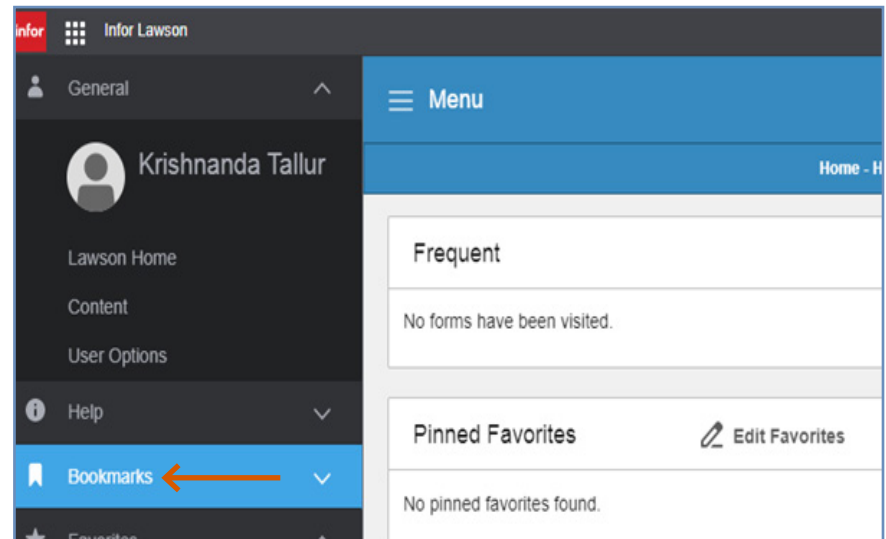 infor
Infor Lawson
General
Krishnanda Tallur
Lawson Home
Content
User Options
Help
Bookmarks
Favorites
Menu
Home - H
Frequent
No forms have been visited.
Pinned Favorites
Edit Favorites
No pinned favorites found.